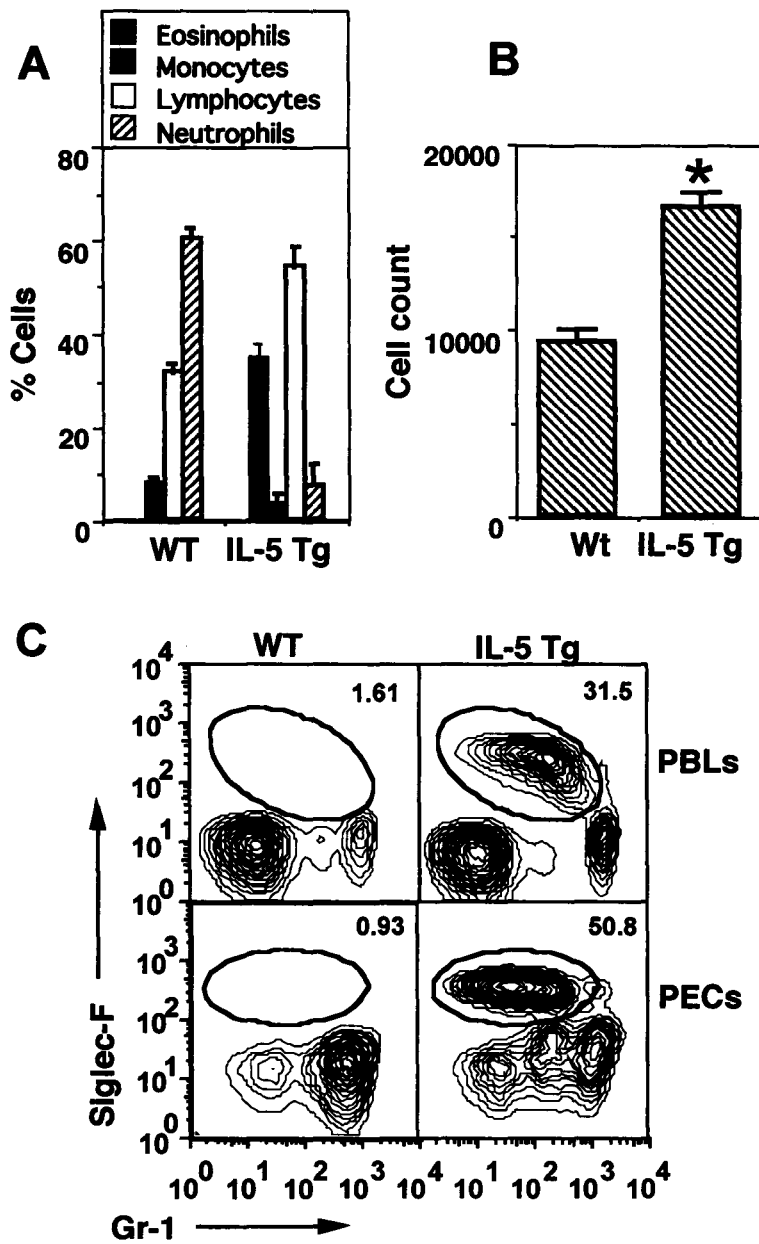 A
Eosinophils
Monocytes
Lymphocytes
Neutrophils
% Cells
80
60
40
20
0
WT IL-5 Tg
B
Cell count
20000
10000
0
*
Wt IL-5 Tg
C
WT IL-5 Tg
10^4
10^3
10^2
10^1
10^0
1.61
31.5
PBLs
10^3
10^2
10^1
10^0
0.93
50.8
PECs
Siglec-F
10^0 10^1 10^2 10^3 10^4 10^1 10^2 10^3 10^4
Gr-1